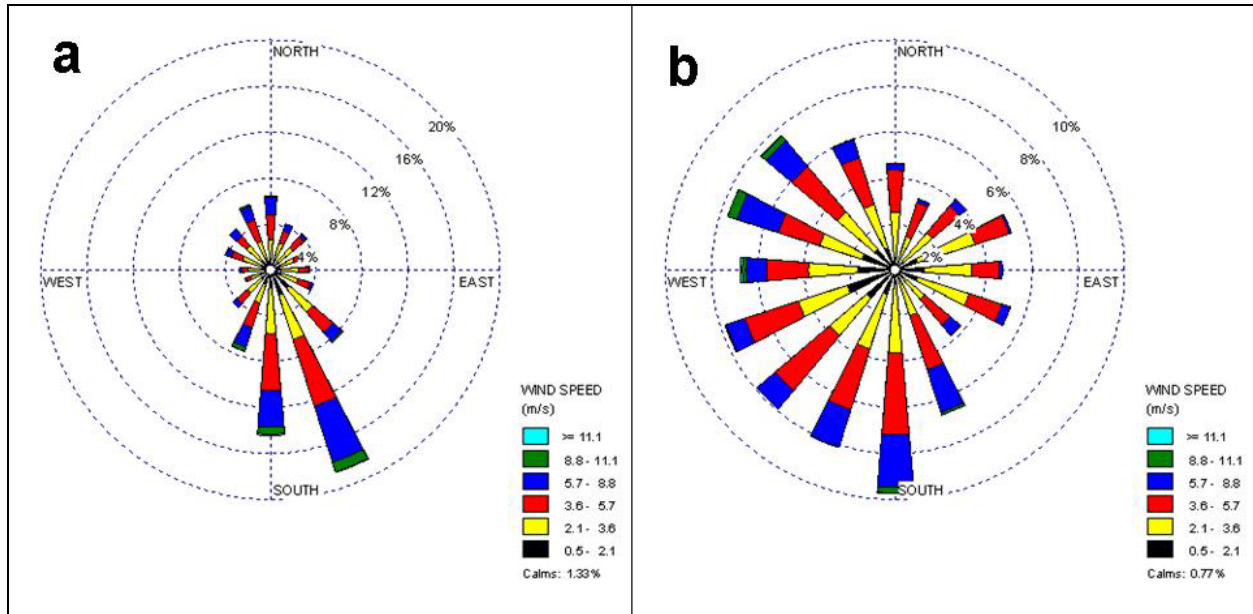 a
NORTH
20%
16%
12%
8%
4%
WEST
EAST
SOUTH
WIND SPEED
(m/s)
>= 11.1
8.8 - 11.1
5.7 - 8.8
3.6 - 5.7
2.1 - 3.6
0.5 - 2.1
Calms: 1.33%
b
NORTH
10%
8%
6%
4%
2%
WEST
EAST
SOUTH
WIND SPEED
(m/s)
>= 11.1
8.8 - 11.1
5.7 - 8.8
3.6 - 5.7
2.1 - 3.6
0.5 - 2.1
Calms: 0.77%